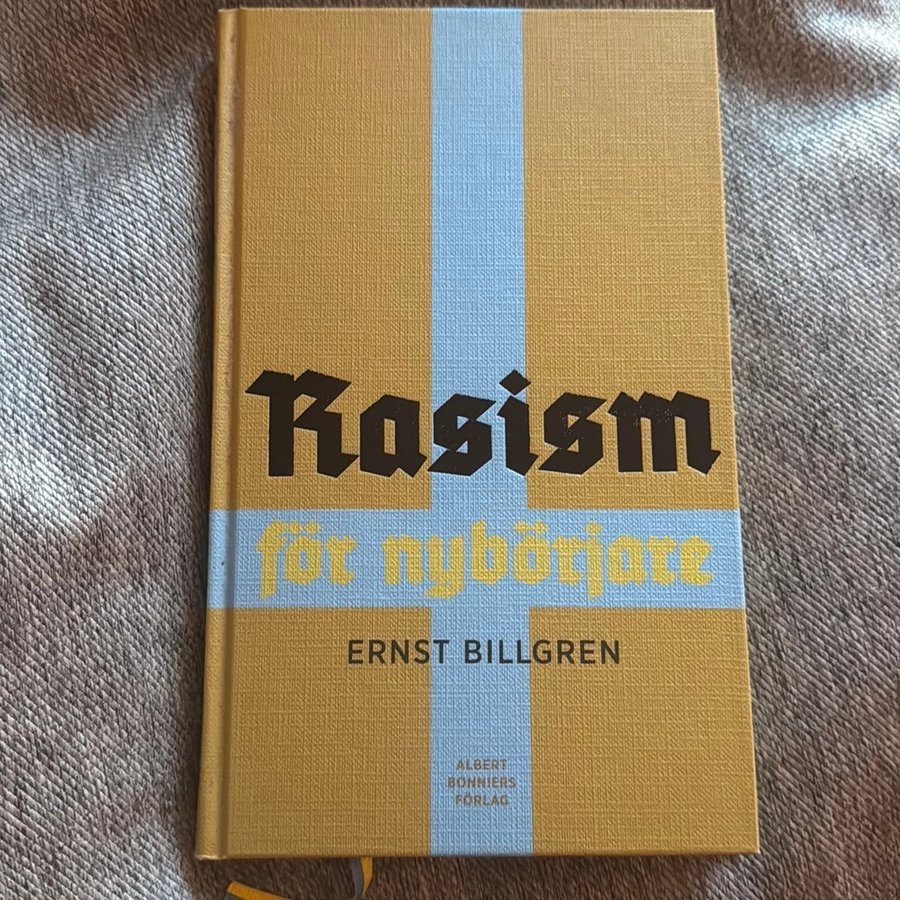 Rasism
för nybörjare
ERNST BILLGREN
ALBERT
BONNIERS
FÖRLAG